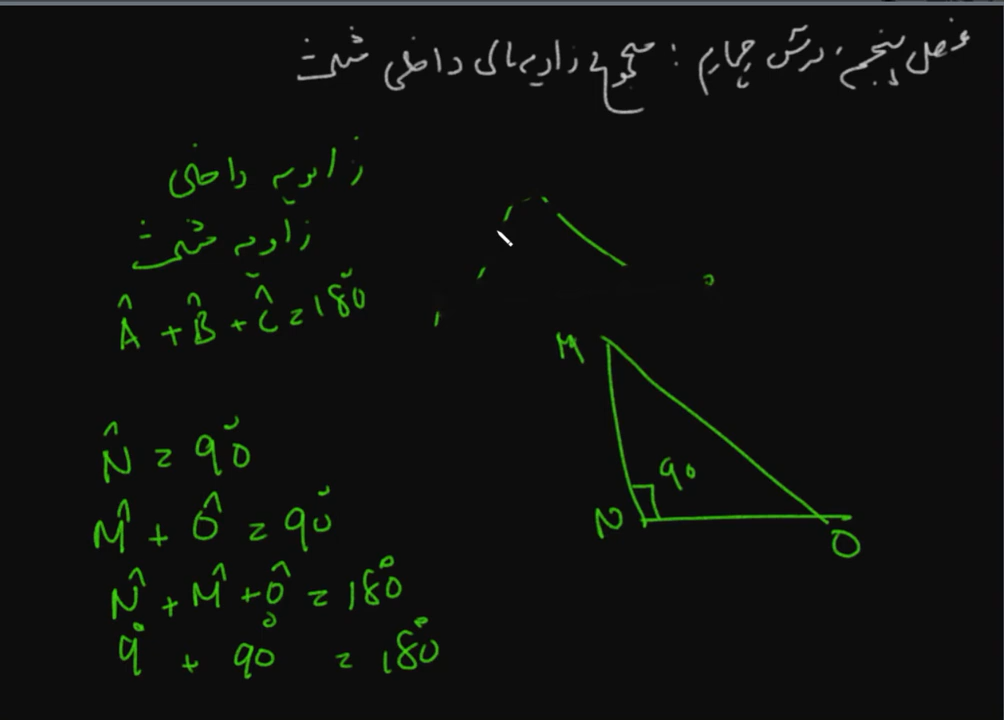 فصل پنجم، درس چهارم : مجموع زاویه های داخلی مثلث
زاویه داخلی
زاویه مثلث
Â + B̂ + Ĉ = 180°
N̂ = 90°
M̂ + Ô = 90°
N̂ + M̂ + Ô = 180°
9° + 90° = 180°
M
90
N
O